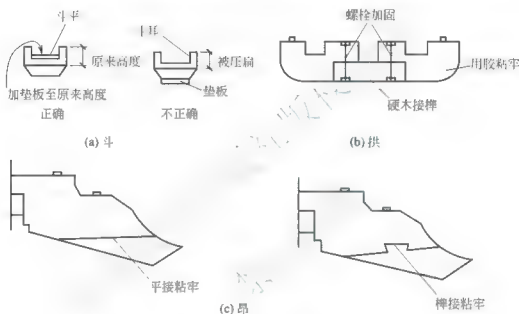 斗平
斗耳
原来高度
被压扁
加垫板至原来高度
垫板
正确
不正确
(a) 斗
螺栓加固
用胶粘牢
硬木接榫
(b) 拱
平接粘牢
榫接粘牢
(c) 昂